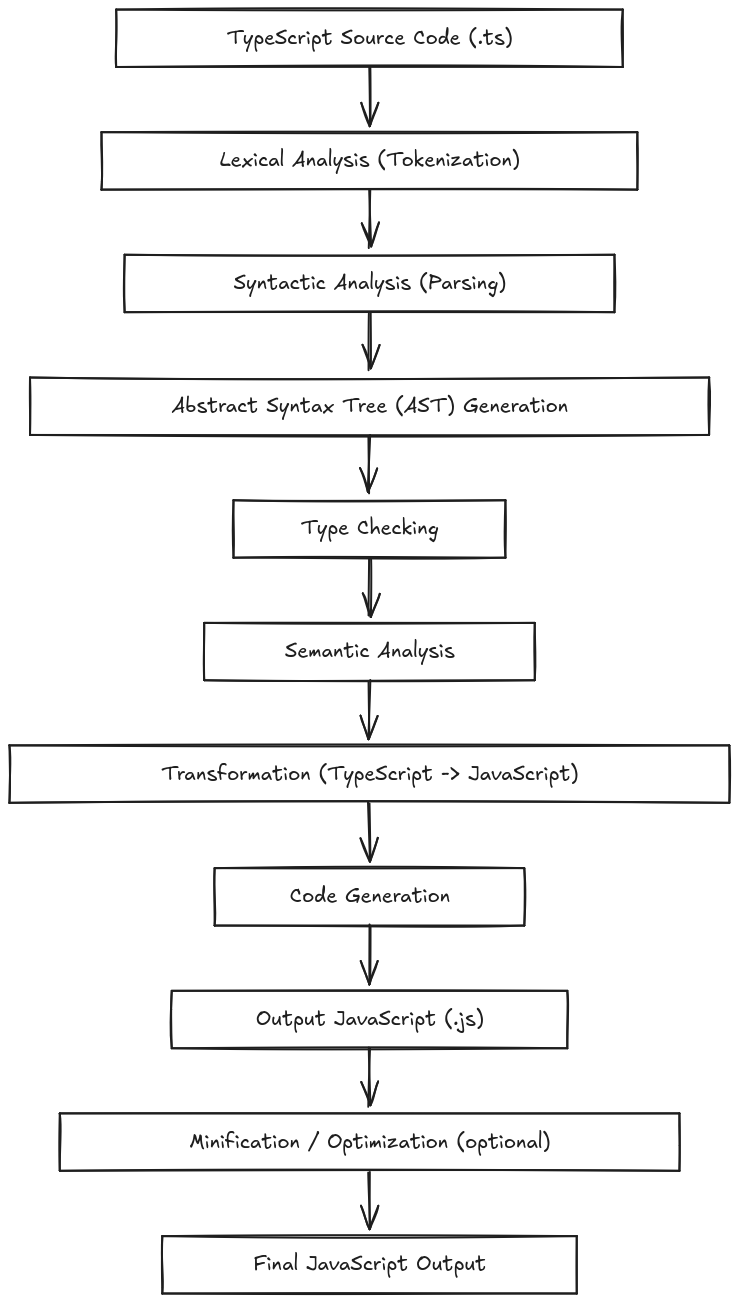 TypeScript Source Code (.ts)
Lexical Analysis (Tokenization)
Syntactic Analysis (Parsing)
Abstract Syntax Tree (AST) Generation
Type Checking
Semantic Analysis
Transformation (TypeScript -> JavaScript)
Code Generation
Output JavaScript (.js)
Minification / Optimization (optional)
Final JavaScript Output